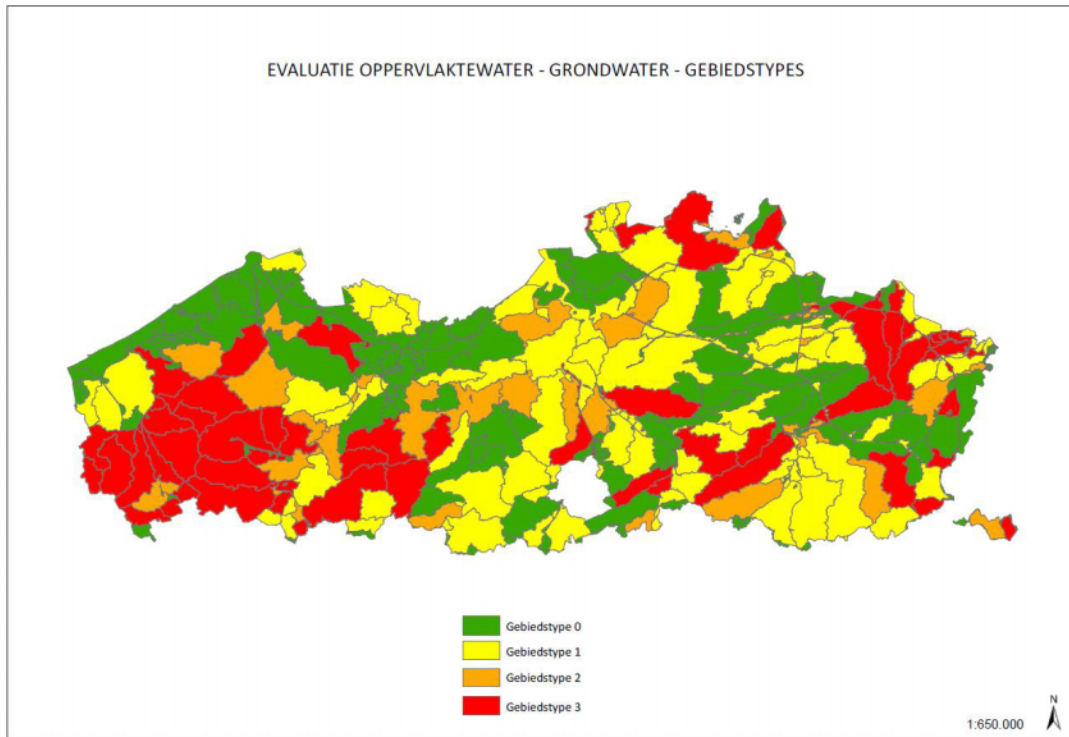 EVALUATIE OPPERVLAKTEWATER - GRONDWATER - GEBIEDSTYPES
Gebiedstype 0
Gebiedstype 1
Gebiedstype 2
Gebiedstype 3
N
1:650.000